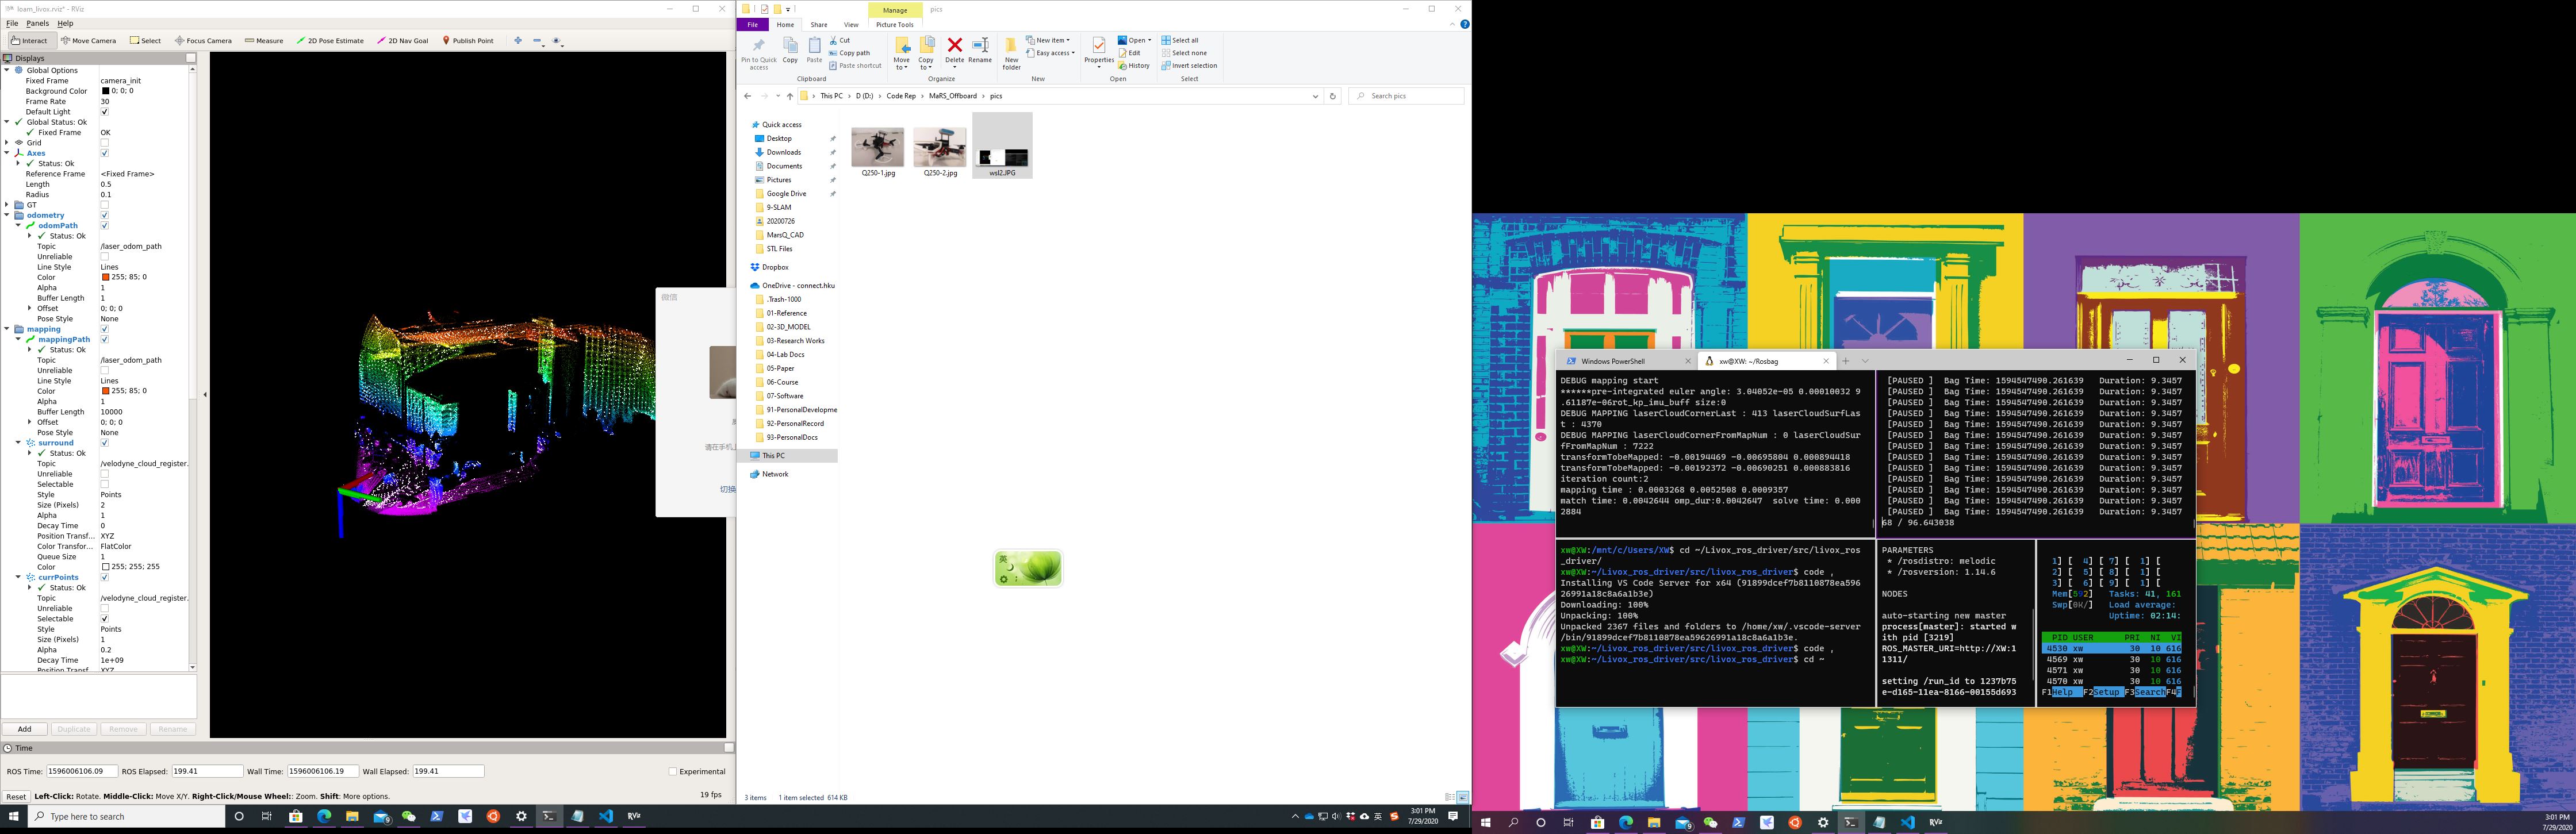 loam_livox.rviz* - RViz
File Panels Help
Interact Move Camera Select Focus Camera Measure 2D Pose Estimate 2D Nav Goal Publish Point
Displays
Global Options
Fixed Frame camera_init
Background Color 0; 0; 0
Frame Rate 30
Default Light
Global Status: Ok
Fixed Frame OK
Grid
Axes
Status: Ok
Reference Frame <Fixed Frame>
Length 0.5
Radius 0.1
GT
odometry
odomPath
Status: Ok
Topic /laser_odom_path
Unreliable
Line Style Lines
Color 255; 85; 0
Alpha 1
Buffer Length 1
Offset 0; 0; 0
Pose Style None
mapping
mappingPath
Status: Ok
Topic /laser_odom_path
Unreliable
Line Style Lines
Color 255; 85; 0
Alpha 1
Buffer Length 10000
Offset 0; 0; 0
Pose Style None
surround
Status: Ok
Topic /velodyne_cloud_register…
Unreliable
Selectable
Style Points
Size (Pixels) 2
Alpha 1
Decay Time 0
Position Transf… XYZ
Color Transfor… FlatColor
Queue Size 1
Color 255; 255; 255
currPoints
Status: Ok
Topic /velodyne_cloud_register…
Unreliable
Selectable
Style Points
Size (Pixels) 1
Alpha 0.2
Decay Time 1e+09
Position Transf… XYZ
Add Duplicate Remove Rename
Time
ROS Time: 1596006106.09 ROS Elapsed: 199.41 Wall Time: 1596006106.19 Wall Elapsed: 199.41 Experimental
Reset Left-Click: Rotate. Middle-Click: Move X/Y. Right-Click/Mouse Wheel:: Zoom. Shift: More options. 19 fps
微信
切换
Manage pics
File Home Share View Picture Tools
Pin to Quick access
Copy
Paste
Cut
Copy path
Paste shortcut
Move to
Copy to
Delete
Rename
New folder
New item
Easy access
Properties
Open
Edit
History
Select all
Select none
Invert selection
Clipboard Organize New Open Select
This PC > D (D:) > Code Rep > MaRS_Offboard > pics
Search pics
Quick access
Desktop
Downloads
Documents
Pictures
Google Drive
9-SLAM
20200726
MarsQ_CAD
STL Files
Dropbox
OneDrive - connect.hku
.Trash-1000
01-Reference
02-3D_MODEL
03-Research Works
04-Lab Docs
05-Paper
06-Course
07-Software
91-PersonalDevelopme
92-PersonalRecord
93-PersonalDocs
This PC
Network
Q250-1.jpg Q250-2.jpg wsl2.JPG
英
3 items 1 item selected 614 KB
Type here to search
RViz
英
3:01 PM
7/29/2020
Windows PowerShell xw@XW: ~/Rosbag
DEBUG mapping start
******pre-integrated euler angle: 3.04052e-05 0.00010032 9
.61187e-06rot_kp_imu_buff size:0
DEBUG MAPPING laserCloudCornerLast : 413 laserCloudSurfLas
t : 4370
DEBUG MAPPING laserCloudCornerFromMapNum : 0 laserCloudSur
fFromMapNum : 7222
transformTobeMapped: -0.00194469 -0.00695804 0.000894418
transformTobeMapped: -0.00192372 -0.00690251 0.000883816
iteration count:2
mapping time : 0.0003268 0.0052508 0.0009357
match time: 0.0042644 omp_dur:0.0042647 solve time: 0.000
2884
[PAUSED ] Bag Time: 1594547490.261639 Duration: 9.3457
[PAUSED ] Bag Time: 1594547490.261639 Duration: 9.3457
[PAUSED ] Bag Time: 1594547490.261639 Duration: 9.3457
[PAUSED ] Bag Time: 1594547490.261639 Duration: 9.3457
[PAUSED ] Bag Time: 1594547490.261639 Duration: 9.3457
[PAUSED ] Bag Time: 1594547490.261639 Duration: 9.3457
[PAUSED ] Bag Time: 1594547490.261639 Duration: 9.3457
[PAUSED ] Bag Time: 1594547490.261639 Duration: 9.3457
[PAUSED ] Bag Time: 1594547490.261639 Duration: 9.3457
[PAUSED ] Bag Time: 1594547490.261639 Duration: 9.3457
[PAUSED ] Bag Time: 1594547490.261639 Duration: 9.3457
[PAUSED ] Bag Time: 1594547490.261639 Duration: 9.3457
[PAUSED ] Bag Time: 1594547490.261639 Duration: 9.3457
68 / 96.643038
xw@XW:/mnt/c/Users/XW$ cd ~/Livox_ros_driver/src/livox_ros
_driver/
xw@XW:~/Livox_ros_driver/src/livox_ros_driver$ code .
Installing VS Code Server for x64 (91899dcef7b8110878ea596
26991a18c8a6a1b3e)
Downloading: 100%
Unpacking: 100%
Unpacked 2367 files and folders to /home/xw/.vscode-server
/bin/91899dcef7b8110878ea59626991a18c8a6a1b3e.
xw@XW:~/Livox_ros_driver/src/livox_ros_driver$ code .
xw@XW:~/Livox_ros_driver/src/livox_ros_driver$ cd ~
PARAMETERS
* /rosdistro: melodic
* /rosversion: 1.14.6
NODES
auto-starting new master
process[master]: started w
ith pid [3219]
ROS_MASTER_URI=http://XW:1
1311/
setting /run_id to 1237b75
e-d165-11ea-8166-00155d693
1] [ 4] [ 7] [ 1] [
2] [ 5] [ 8] [ 1] [
3] [ 6] [ 9] [ 1] [
Mem[592] Tasks: 41, 161
Swp[0K/] Load average:
Uptime: 02:14:
PID USER PRI NI VI
4530 xw 30 10 616
4569 xw 30 10 616
4571 xw 30 10 616
4570 xw 30 10 616
F1Help F2Setup F3SearchF4F
RViz
3:01 PM
7/29/2020